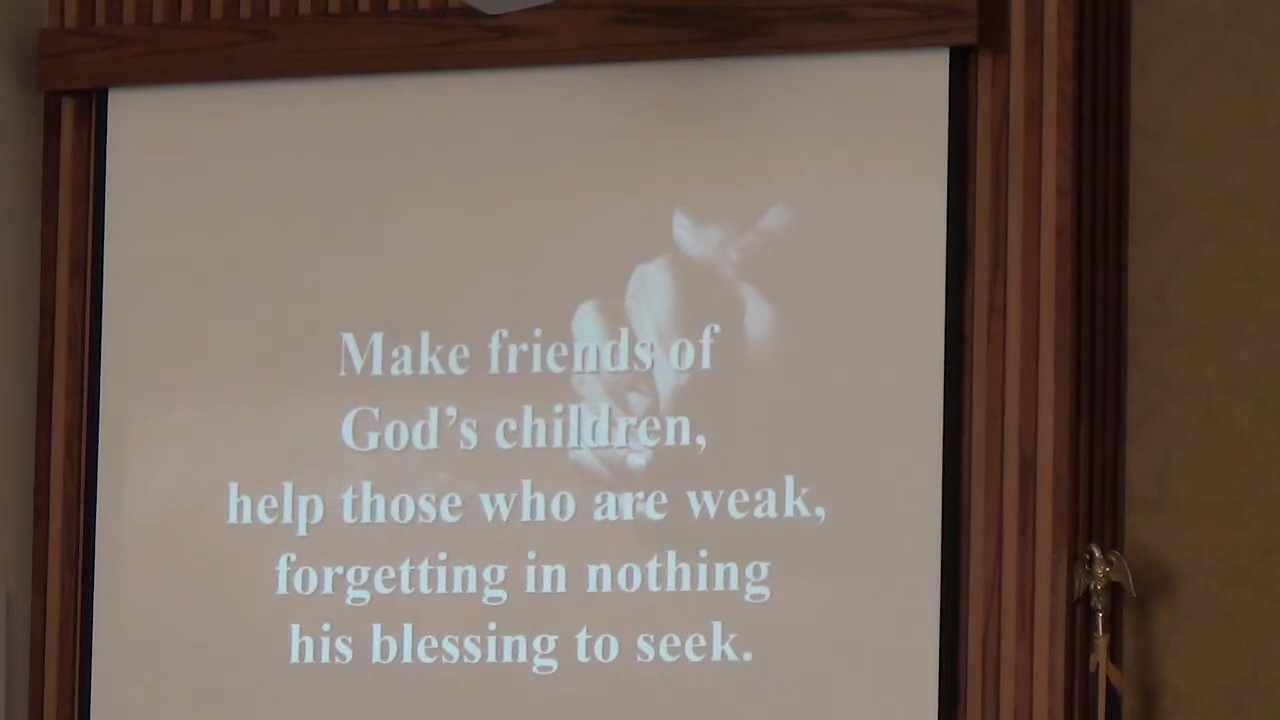 Make friends of
God's children,
help those who are weak,
forgetting in nothing
his blessing to seek.